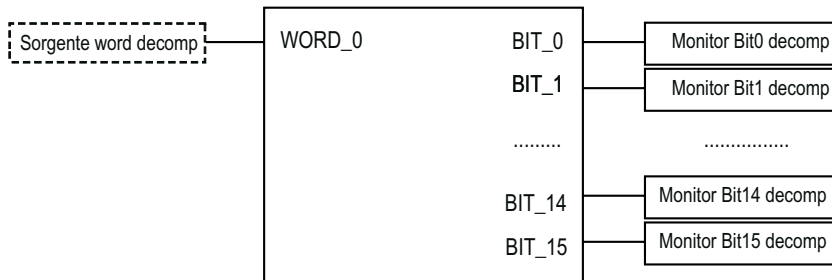 Sorgente word decomp WORD_0 BIT_0 Monitor Bit0 decomp
BIT_1 Monitor Bit1 decomp
......... ................
BIT_14 Monitor Bit14 decomp
BIT_15 Monitor Bit15 decomp